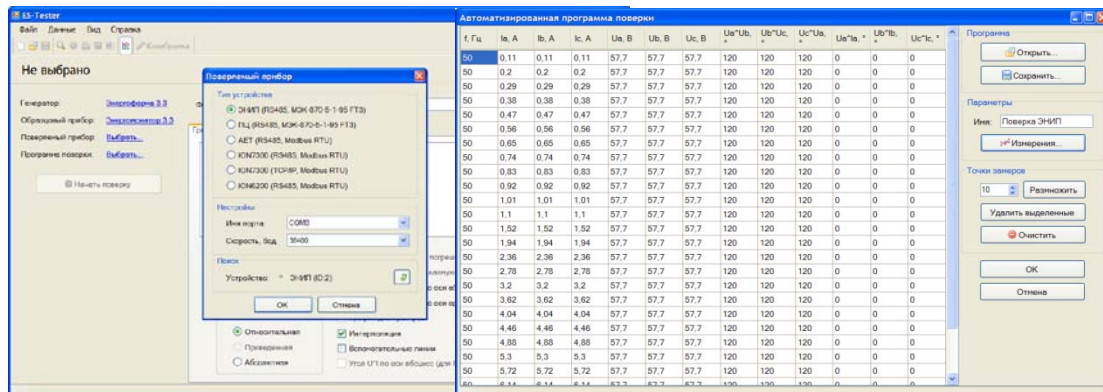 ES-Tester
Файл Данные Вид Справка
Не выбрано
Генератор: Энергоформа 3.3
Образцовый прибор: Энергомонитор 3.3
Поверяемый прибор: Выбрать...
Программа поверки: Выбрать...
Начать поверку
Поверяемый прибор
Тип устройства
ЭНИП (RS485, МЭК-870-5-1-95 FT3)
ПЦ (RS485, МЭК-870-5-1-95 FT3)
AET (RS485, Modbus RTU)
ION7300 (RS485, Modbus RTU)
ION7300 (TCP/IP, Modbus RTU)
ION6200 (RS485, Modbus RTU)
Настройки
Имя порта: COM8
Скорость, бод
Поиск
Устройство: ЭНИП (ID:2)
OK Отмена
Относительная
Приведенная
Абсолютная
Интерполяция
Вспомогательные линии
Автоматизированная программа поверки
f, Гц Ia, А Ib, А Ic, А Ua, В Ub, В Uc, В Ua^Ub, ° Ub^Uc, ° Uc^Ua, ° Ua^Ia, ° Ub^Ib, ° Uc^Ic, °
50 0,11 0,11 0,11 57,7 57,7 57,7 120 120 120 0 0 0
50 0,2 0,2 0,2 57,7 57,7 57,7 120 120 120 0 0 0
50 0,29 0,29 0,29 57,7 57,7 57,7 120 120 120 0 0 0
50 0,38 0,38 0,38 57,7 57,7 57,7 120 120 120 0 0 0
50 0,47 0,47 0,47 57,7 57,7 57,7 120 120 120 0 0 0
50 0,56 0,56 0,56 57,7 57,7 57,7 120 120 120 0 0 0
50 0,65 0,65 0,65 57,7 57,7 57,7 120 120 120 0 0 0
50 0,74 0,74 0,74 57,7 57,7 57,7 120 120 120 0 0 0
50 0,83 0,83 0,83 57,7 57,7 57,7 120 120 120 0 0 0
50 0,92 0,92 0,92 57,7 57,7 57,7 120 120 120 0 0 0
50 1,01 1,01 1,01 57,7 57,7 57,7 120 120 120 0 0 0
50 1,1 1,1 1,1 57,7 57,7 57,7 120 120 120 0 0 0
50 1,52 1,52 1,52 57,7 57,7 57,7 120 120 120 0 0 0
50 1,94 1,94 1,94 57,7 57,7 57,7 120 120 120 0 0 0
50 2,36 2,36 2,36 57,7 57,7 57,7 120 120 120 0 0 0
50 2,78 2,78 2,78 57,7 57,7 57,7 120 120 120 0 0 0
50 3,2 3,2 3,2 57,7 57,7 57,7 120 120 120 0 0 0
50 3,62 3,62 3,62 57,7 57,7 57,7 120 120 120 0 0 0
50 4,04 4,04 4,04 57,7 57,7 57,7 120 120 120 0 0 0
50 4,46 4,46 4,46 57,7 57,7 57,7 120 120 120 0 0 0
50 4,88 4,88 4,88 57,7 57,7 57,7 120 120 120 0 0 0
50 5,3 5,3 5,3 57,7 57,7 57,7 120 120 120 0 0 0
50 5,72 5,72 5,72 57,7 57,7 57,7 120 120 120 0 0 0
50 6,14 6,14 6,14 57,7 57,7 57,7 120 120 120 0 0 0
Программа
Открыть...
Сохранить...
Параметры
Имя: Поверка ЭНИП
Измерения...
Точки замеров
10 Размножить
Удалить выделенные
Очистить
OK
Отмена